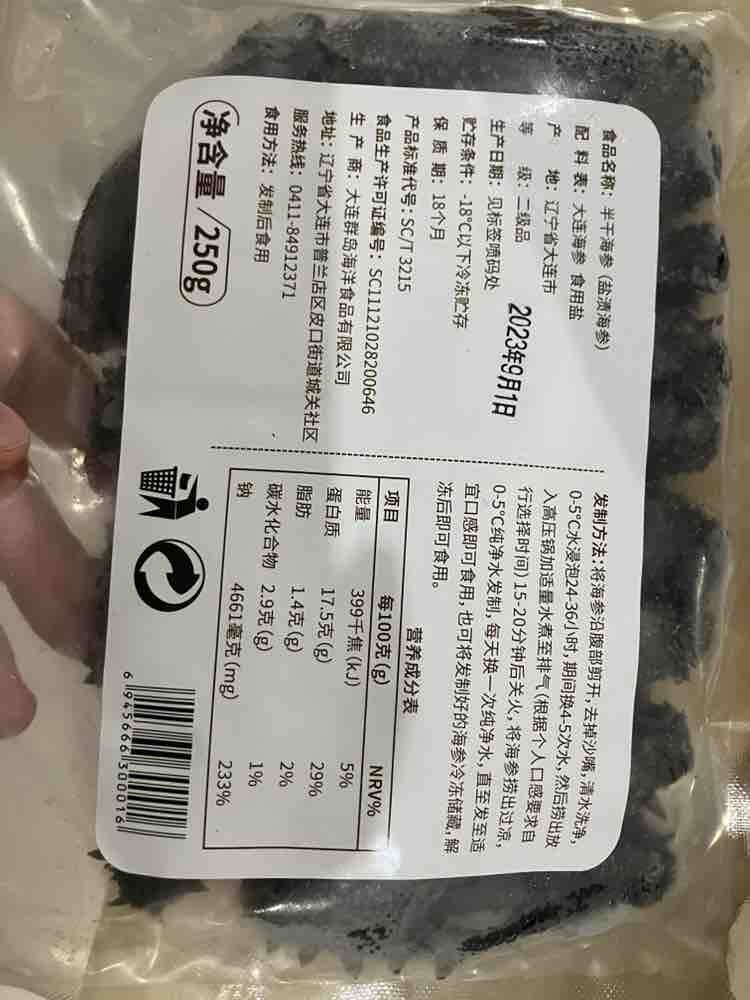 食品名称：半干海参（盐渍海参）
配 料 表：大连海参 食用盐
产 地：辽宁省大连市
等 级：二级品
生产日期：见标签喷码处
2023年9月1日
贮存条件：-18℃以下冷冻贮存
保 质 期：18个月
产品标准代号：SC/T 3215
食品生产许可证编号：SC11121028200646
生 产 商：大连群岛海洋食品有限公司
地址：辽宁省大连市普兰店区皮口街道城关社区
服务热线：0411-84912371
食用方法：发制后食用
净含量/250g
发制方法:将海参沿腹部剪开,去掉沙嘴,清水洗净,
0-5℃水浸泡24-36小时,期间换4-5次水,然后捞出放
入高压锅加适量水煮至排气(根据个人口感要求自
行选择时间)15-20分钟后关火,将海参捞出过凉,
0-5℃纯净水发制,每天换一次纯净水,直至发至适
宜口感即可食用,也可将发制好的海参冷冻储藏,解
冻后即可食用。
营养成分表
项目 每100克(g) NRV%
能量 399千焦(kJ) 5%
蛋白质 17.5克(g) 29%
脂肪 1.4克(g) 2%
碳水化合物 2.9克(g) 1%
钠 4661毫克(mg) 233%
6 945666 300016